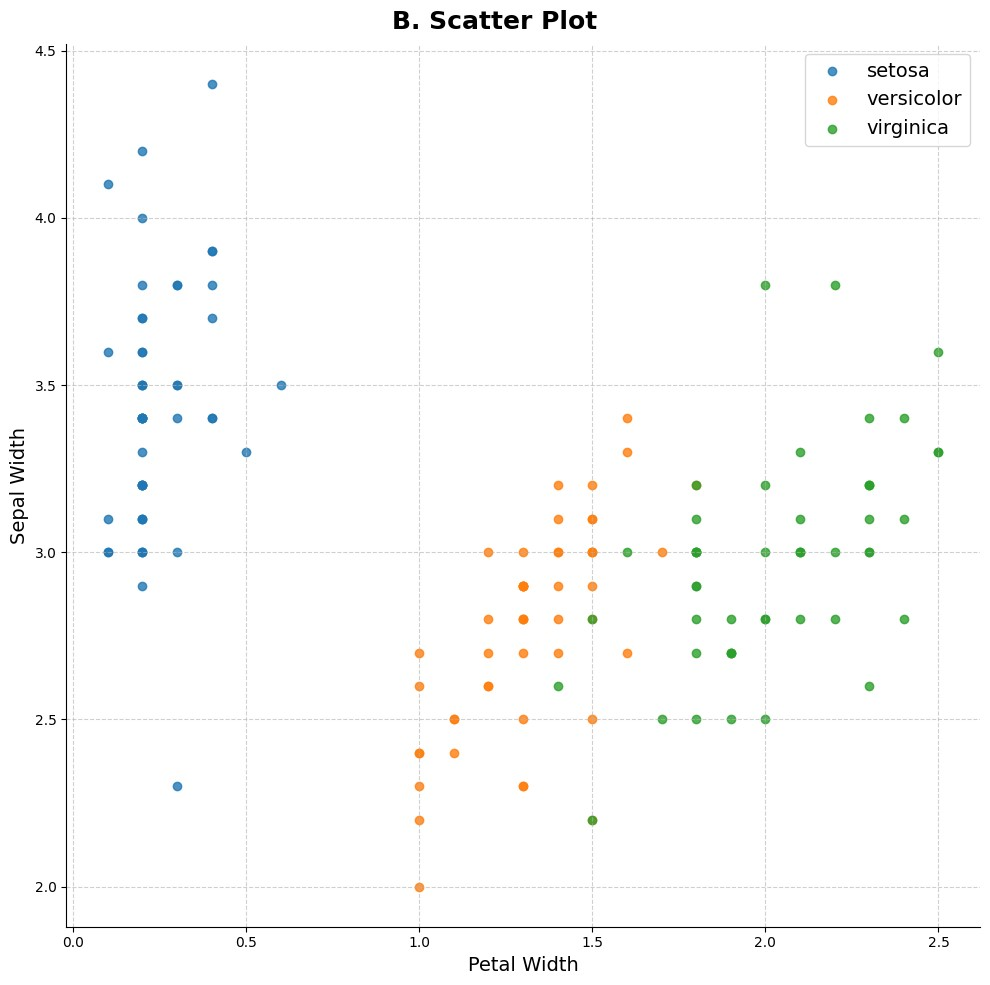 B. Scatter Plot
setosa
versicolor
virginica
Sepal Width
4.5
4.0
3.5
3.0
2.5
2.0
0.0 0.5 1.0 1.5 2.0 2.5
Petal Width